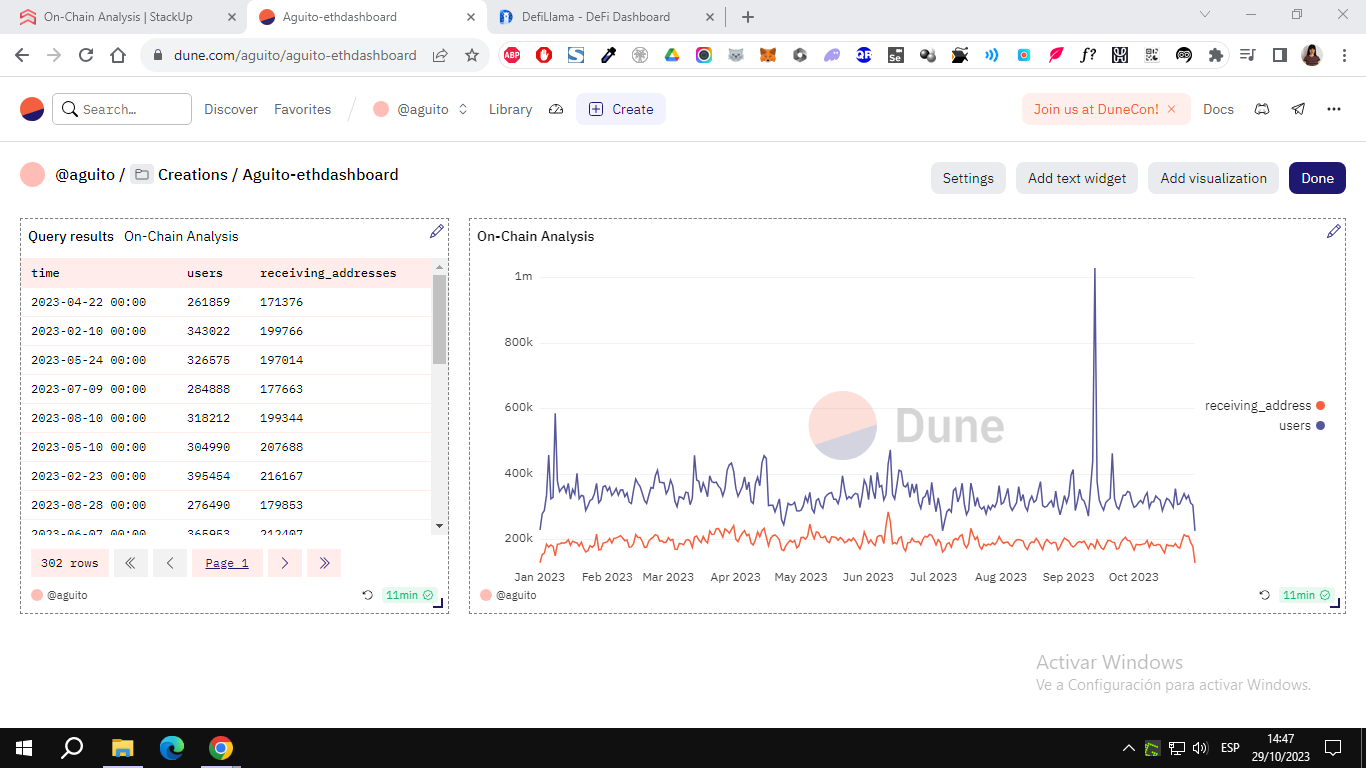 On-Chain Analysis | StackUp
Aguito-ethdashboard
DefiLlama - DeFi Dashboard
dune.com/aguito/aguito-ethdashboard
Search…
Discover
Favorites
@aguito
Library
Create
Join us at DuneCon!
Docs
@aguito / Creations / Aguito-ethdashboard
Settings
Add text widget
Add visualization
Done
Query results On-Chain Analysis
time users receiving_addresses
2023-04-22 00:00 261859 171376
2023-02-10 00:00 343022 199766
2023-05-24 00:00 326575 197014
2023-07-09 00:00 284888 177663
2023-08-10 00:00 318212 199344
2023-05-10 00:00 304990 207688
2023-02-23 00:00 395454 216167
2023-08-28 00:00 276490 179853
2023-06-07 00:00 365953 212407
302 rows
Page 1
@aguito
11min
On-Chain Analysis
1m
800k
600k
400k
200k
Jan 2023 Feb 2023 Mar 2023 Apr 2023 May 2023 Jun 2023 Jul 2023 Aug 2023 Sep 2023 Oct 2023
Dune
receiving_address
users
@aguito
11min
Activar Windows
Ve a Configuración para activar Windows.
ESP
14:47
29/10/2023